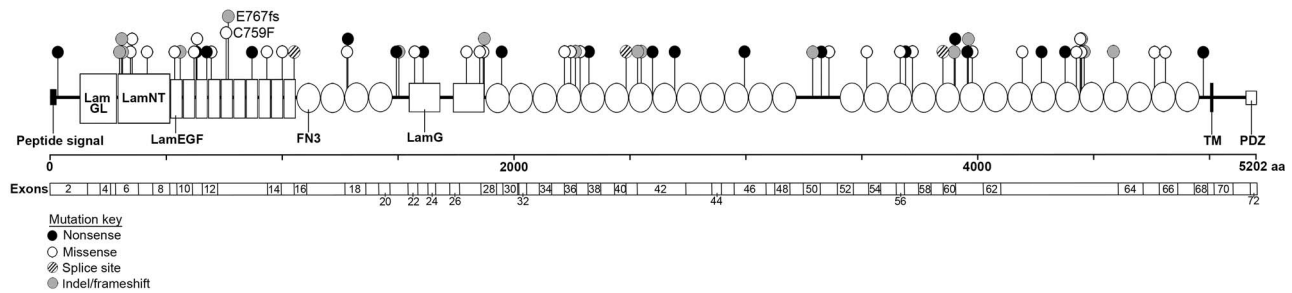 E767fs
C759F
Lam GL
LamNT
Peptide signal
LamEGF
FN3
LamG
TM
PDZ
0 2000 4000 5202 aa
Exons 2 4 6 8 10 12 14 16 18 20 22 24 26 28 30 32 34 36 38 40 42 44 46 48 50 52 54 56 58 60 62 64 66 68 70 72
Mutation key
Nonsense
Missense
Splice site
Indel/frameshift